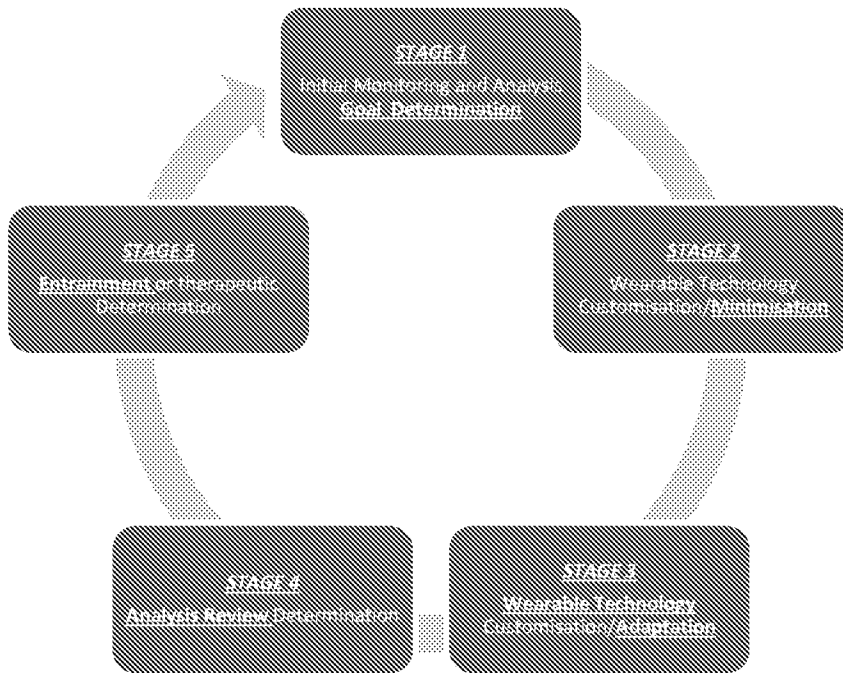 STAGE 1
Initial Monitoring and Analysis
Goal Determination
STAGE 2
Wearable Technology
Customisation/Minimisation
STAGE 3
Wearable Technology
Customisation/Adaptation
STAGE 4
Analysis Review Determination
STAGE 5
Entrainment or therapeutic
Determination